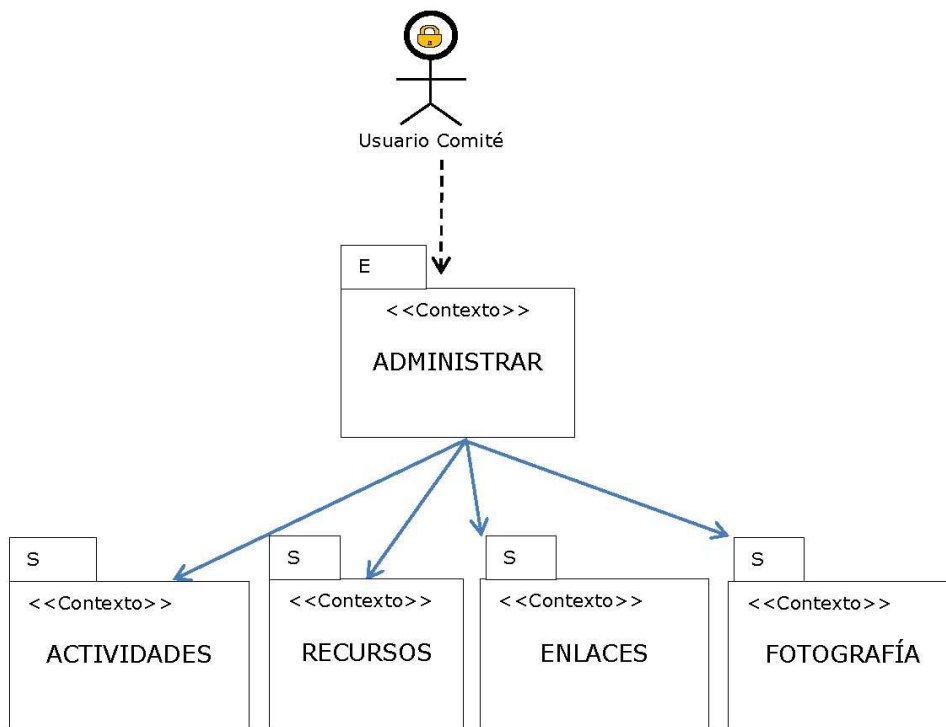 Usuario Comité
E
<<Contexto>>
ADMINISTRAR
S
<<Contexto>>
ACTIVIDADES
S
<<Contexto>>
RECURSOS
S
<<Contexto>>
ENLACES
S
<<Contexto>>
FOTOGRAFÍA